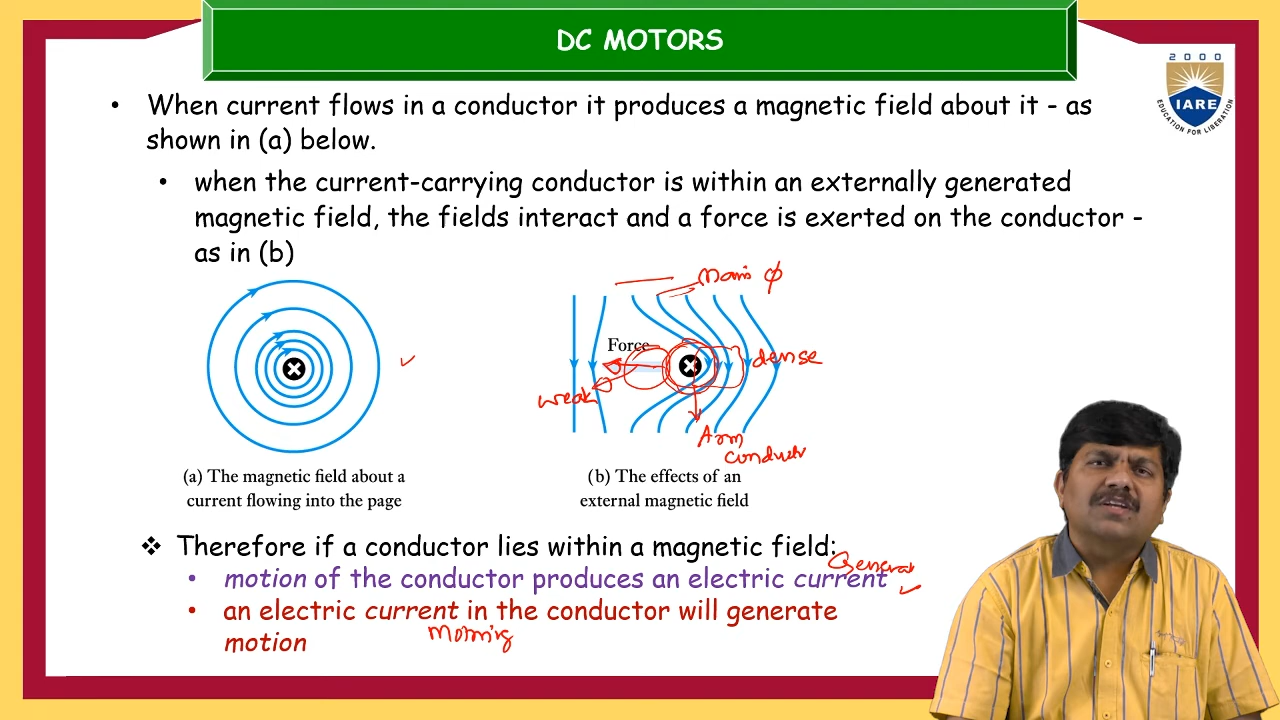 DC MOTORS
2000
IARE
EDUCATION FOR LIBERATION
• When current flows in a conductor it produces a magnetic field about it - as
shown in (a) below.
• when the current-carrying conductor is within an externally generated
magnetic field, the fields interact and a force is exerted on the conductor -
as in (b)
Main ϕ
Force
dense
weak
Arm
conductr
(a) The magnetic field about a
current flowing into the page
(b) The effects of an
external magnetic field
❖ Therefore if a conductor lies within a magnetic field:
General
• motion of the conductor produces an electric current
• an electric current in the conductor will generate
motion